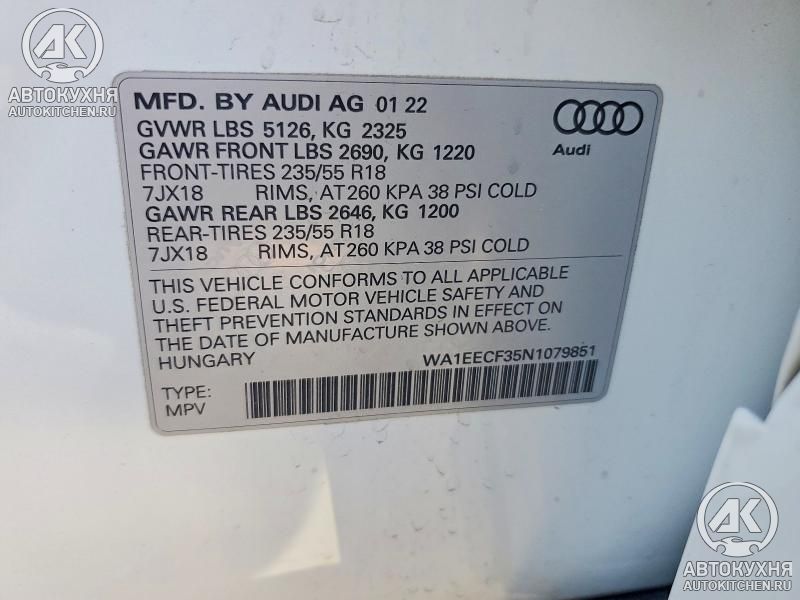 АК
АВТОКУХНЯ
AUTOKITCHEN.RU
MFD. BY AUDI AG 01 22
GVWR LBS 5126, KG 2325
GAWR FRONT LBS 2690, KG 1220
FRONT-TIRES 235/55 R18
7JX18 RIMS, AT260 KPA 38 PSI COLD
GAWR REAR LBS 2646, KG 1200
REAR-TIRES 235/55 R18
7JX18 RIMS, AT260 KPA 38 PSI COLD
Audi
THIS VEHICLE CONFORMS TO ALL APPLICABLE
U.S. FEDERAL MOTOR VEHICLE SAFETY AND
THEFT PREVENTION STANDARDS IN EFFECT ON
THE DATE OF MANUFACTURE SHOWN ABOVE.
HUNGARY WA1EECF35N1079851
TYPE:
MPV
АК
АВТОКУХНЯ
AUTOKITCHEN.RU